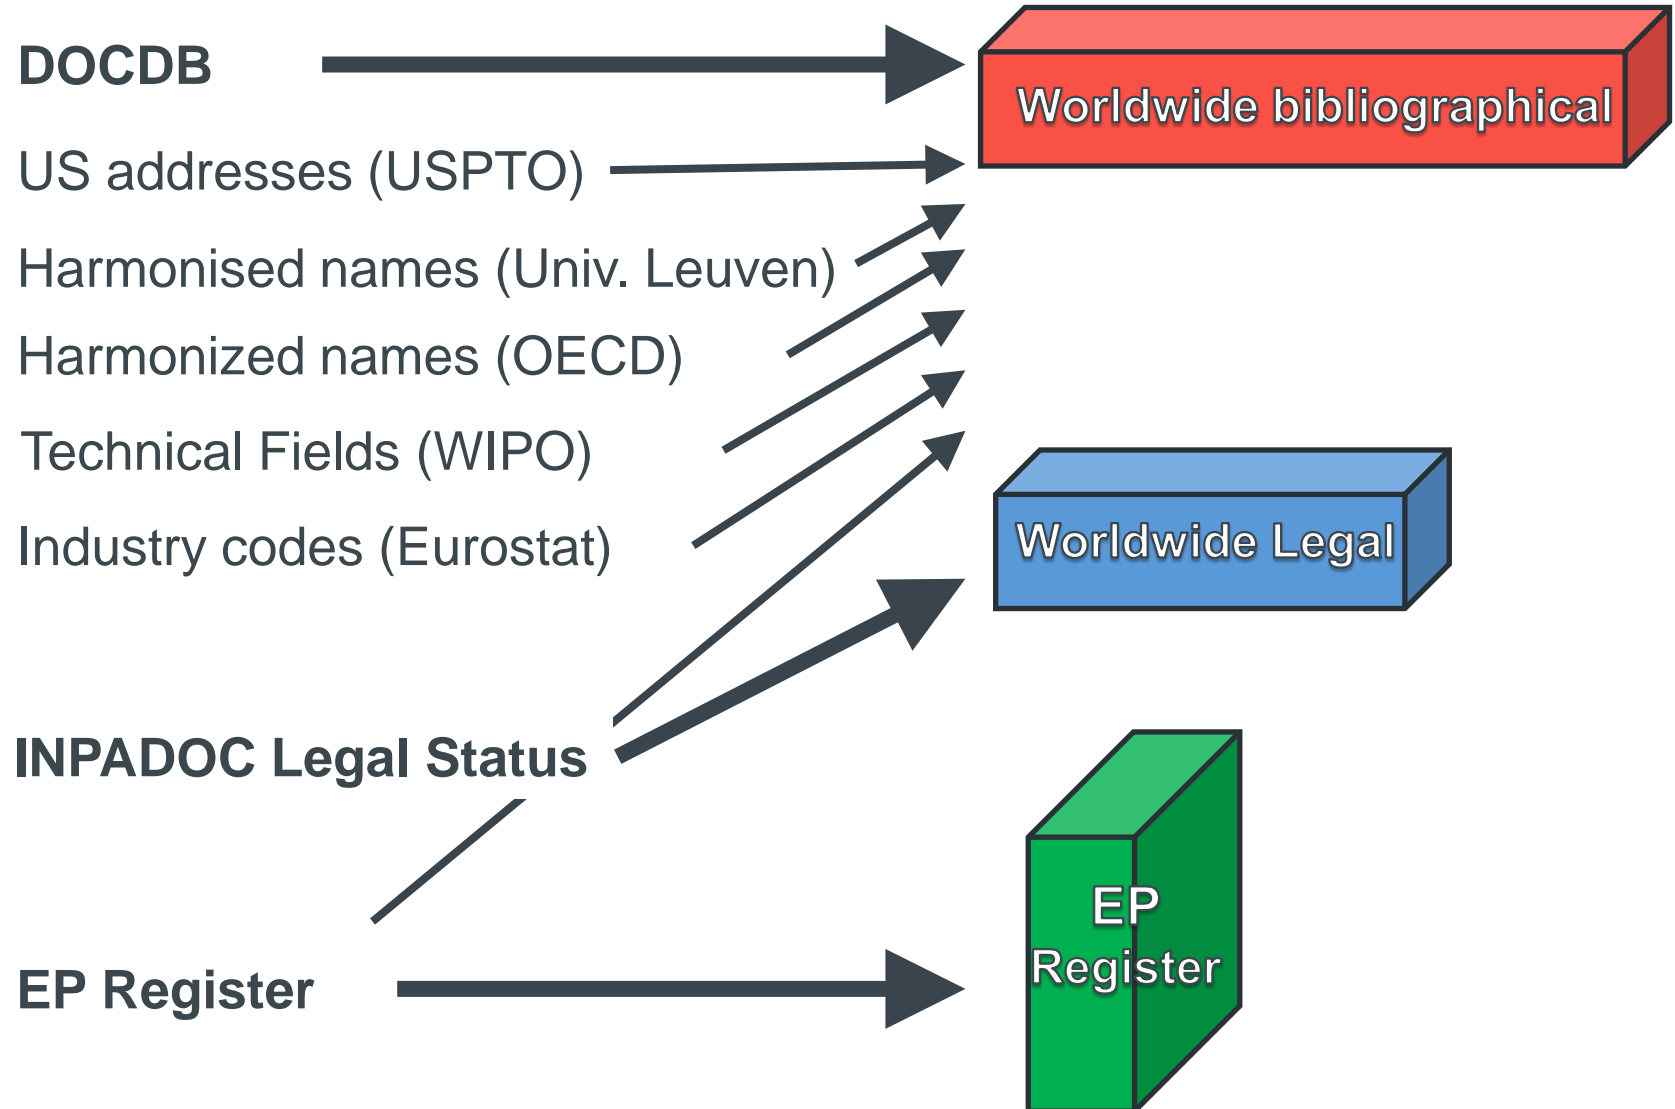 DOCDB
Worldwide bibliographical
US addresses (USPTO)
Harmonised names (Univ. Leuven)
Harmonized names (OECD)
Technical Fields (WIPO)
Industry codes (Eurostat)
Worldwide Legal
INPADOC Legal Status
EP Register
EP
Register